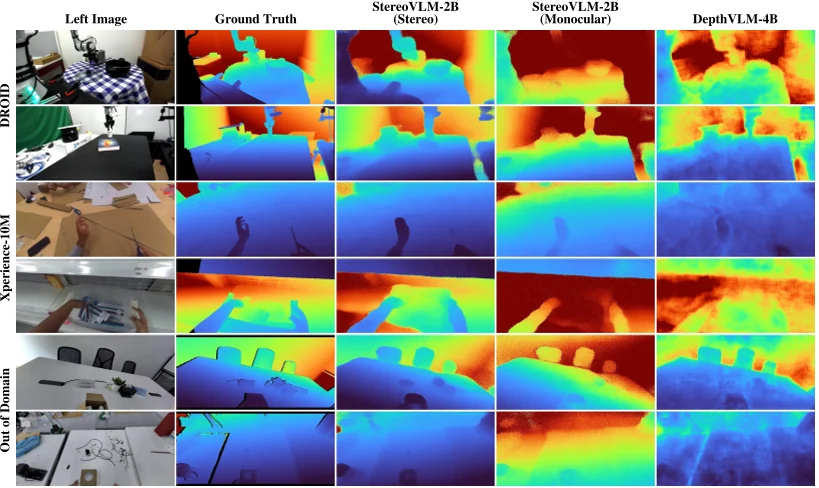 Left Image
Ground Truth
StereoVLM-2B
(Stereo)
StereoVLM-2B
(Monocular)
DepthVLM-4B
DROID
Xperience-10M
Out of Domain